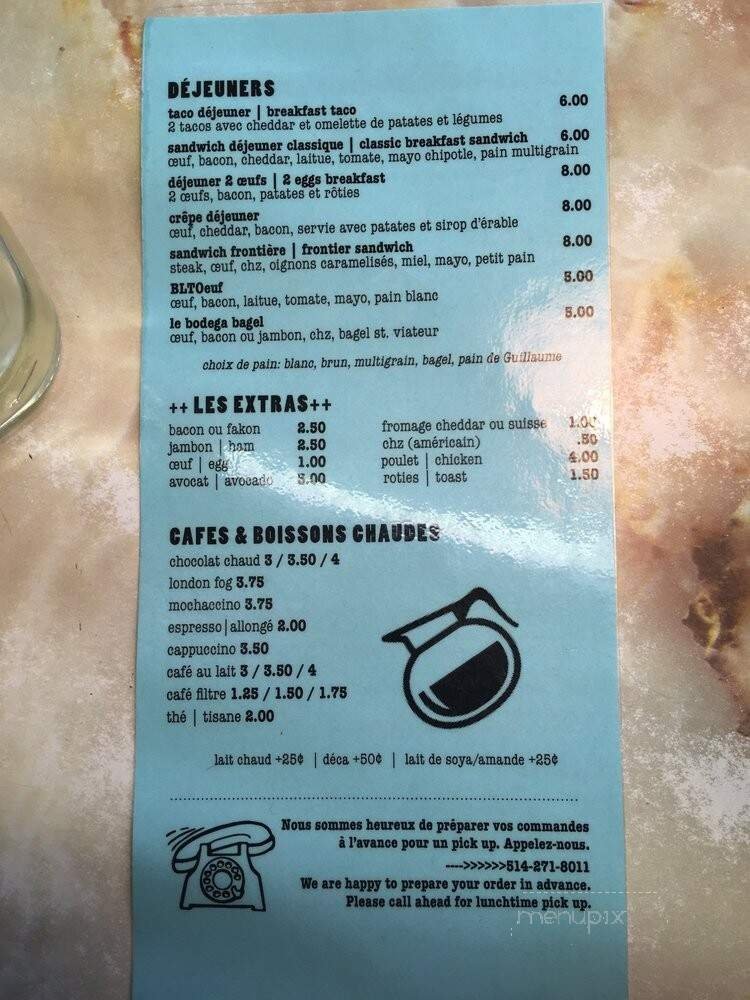 DÉJEUNERS
taco déjeuner | breakfast taco 6.00
2 tacos avec cheddar et omelette de patates et légumes
sandwich déjeuner classique | classic breakfast sandwich 6.00
œuf, bacon, cheddar, laitue, tomate, mayo chipotle, pain multigrain
déjeuner 2 œufs | 2 eggs breakfast 8.00
2 œufs, bacon, patates et rôties
crêpe déjeuner 8.00
œuf, cheddar, bacon, servie avec patates et sirop d'érable
sandwich frontière | frontier sandwich 8.00
steak, œuf, chz, oignons caramelisés, miel, mayo, petit pain
BLTOeuf 5.00
œuf, bacon, laitue, tomate, mayo, pain blanc
le bodega bagel 5.00
œuf, bacon ou jambon, chz, bagel st. viateur
choix de pain: blanc, brun, multigrain, bagel, pain de Guillaume
++ LES EXTRAS++
bacon ou fakon 2.50
jambon | ham 2.50
œuf | egg 1.00
avocat | avocado 3.00
fromage cheddar ou suisse 1.00
chz (américain) .50
poulet | chicken 4.00
roties | toast 1.50
CAFES & BOISSONS CHAUDES
chocolat chaud 3 / 3.50 / 4
london fog 3.75
mochaccino 3.75
espresso|allongé 2.00
cappuccino 3.50
café au lait 3 / 3.50 / 4
café filtre 1.25 / 1.50 / 1.75
thé | tisane 2.00
lait chaud +25¢ | déca +50¢ | lait de soya/amande +25¢
Nous sommes heureux de préparer vos commandes
à l'avance pour un pick up. Appelez-nous.
---->>>>>>514-271-8011
We are happy to prepare your order in advance.
Please call ahead for lunchtime pick up.
menupix